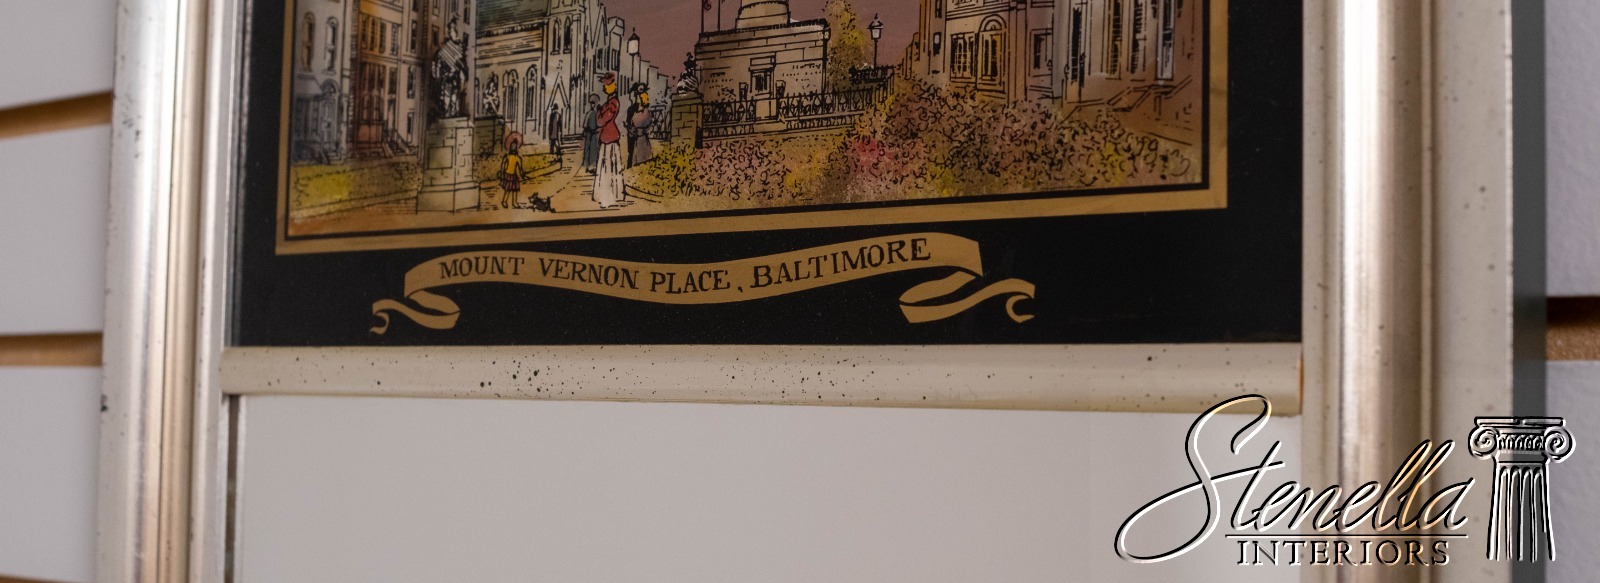 MOUNT VERNON PLACE, BALTIMORE
Stenella
INTERIORS